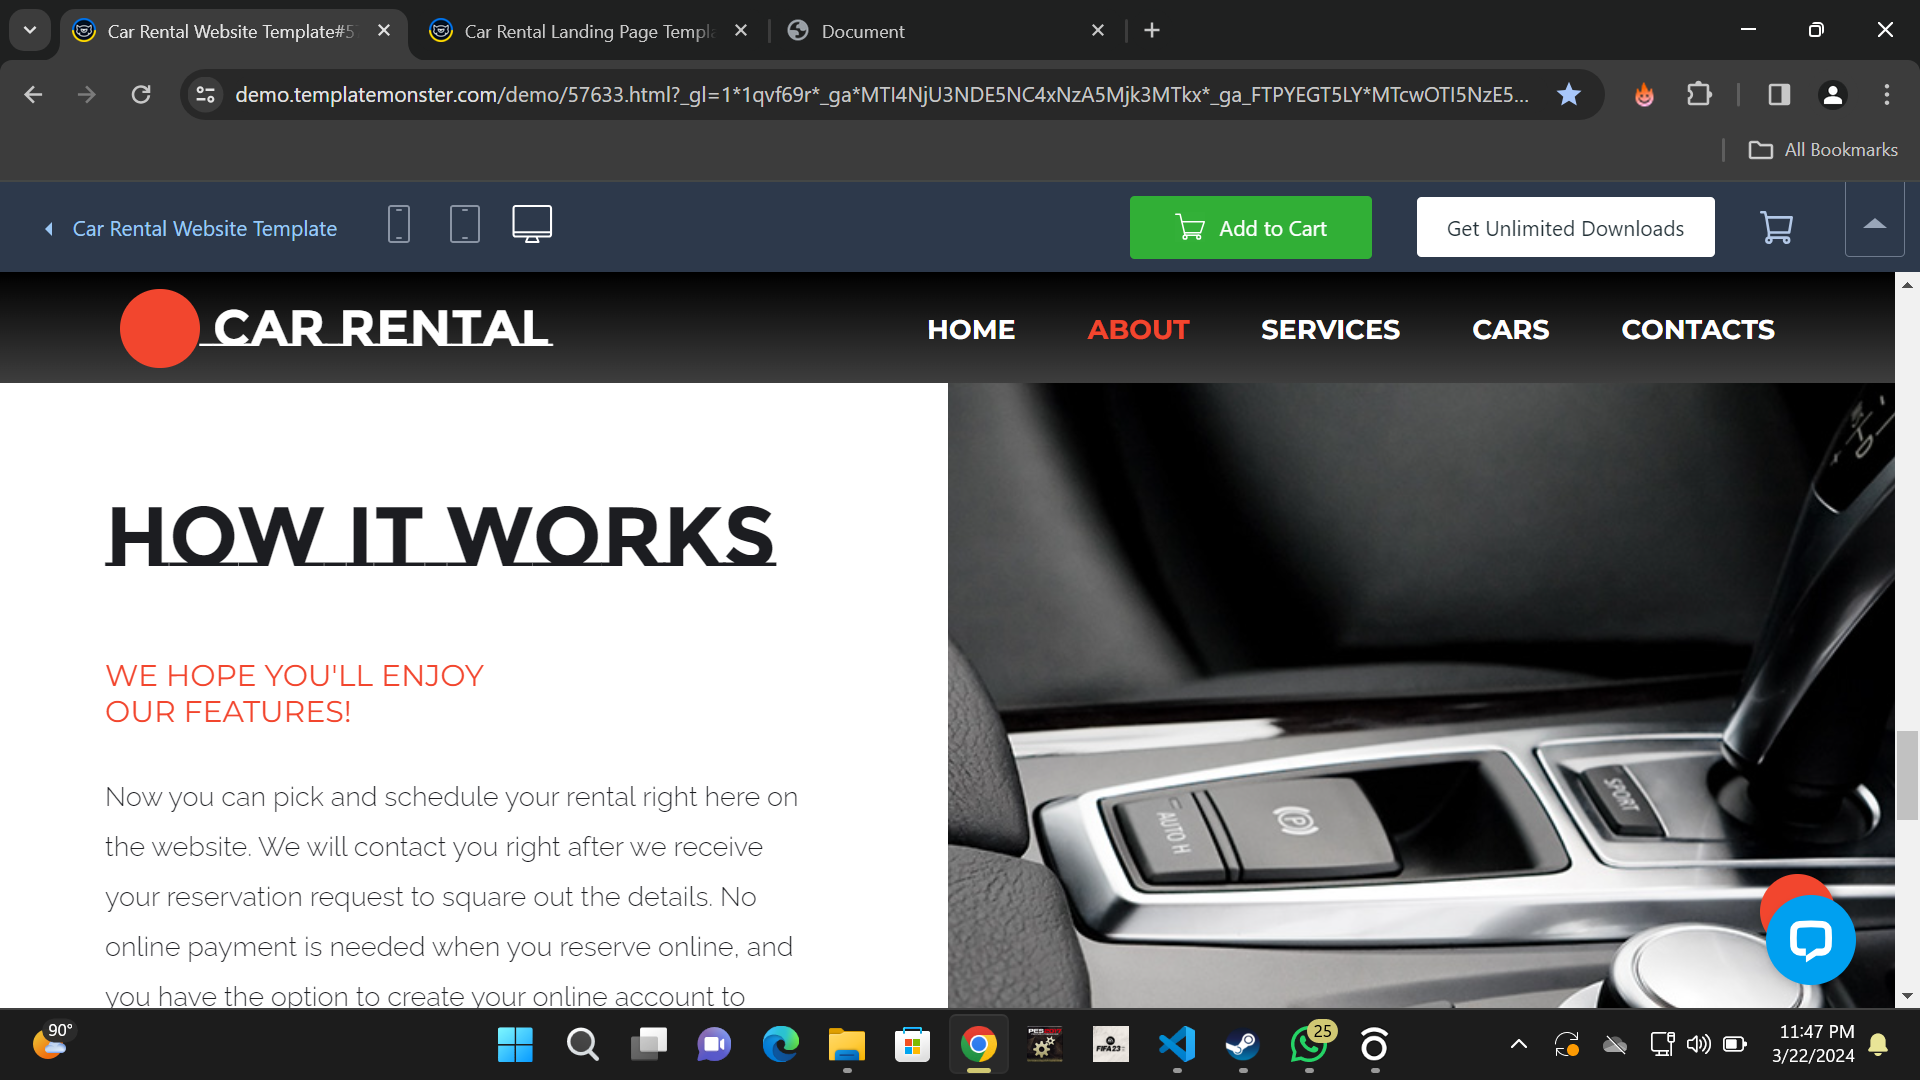 Car Rental Website Template#5
Car Rental Landing Page Templa
Document
demo.templatemonster.com/demo/57633.html?_gl=1*1qvf69r*_ga*MTI4NjU3NDE5NC4xNzA5Mjk3MTkx*_ga_FTPYEGT5LY*MTcwOTI5NzE5...
All Bookmarks
Car Rental Website Template
Add to Cart
Get Unlimited Downloads
CAR RENTAL
HOME
ABOUT
SERVICES
CARS
CONTACTS
HOW IT WORKS
WE HOPE YOU'LL ENJOY
OUR FEATURES!
Now you can pick and schedule your rental right here on
the website. We will contact you right after we receive
your reservation request to square out the details. No
online payment is needed when you reserve online, and
you have the option to create your online account to
AUTO H
P
SPORT
90°
FIFA 23
25
11:47 PM
3/22/2024